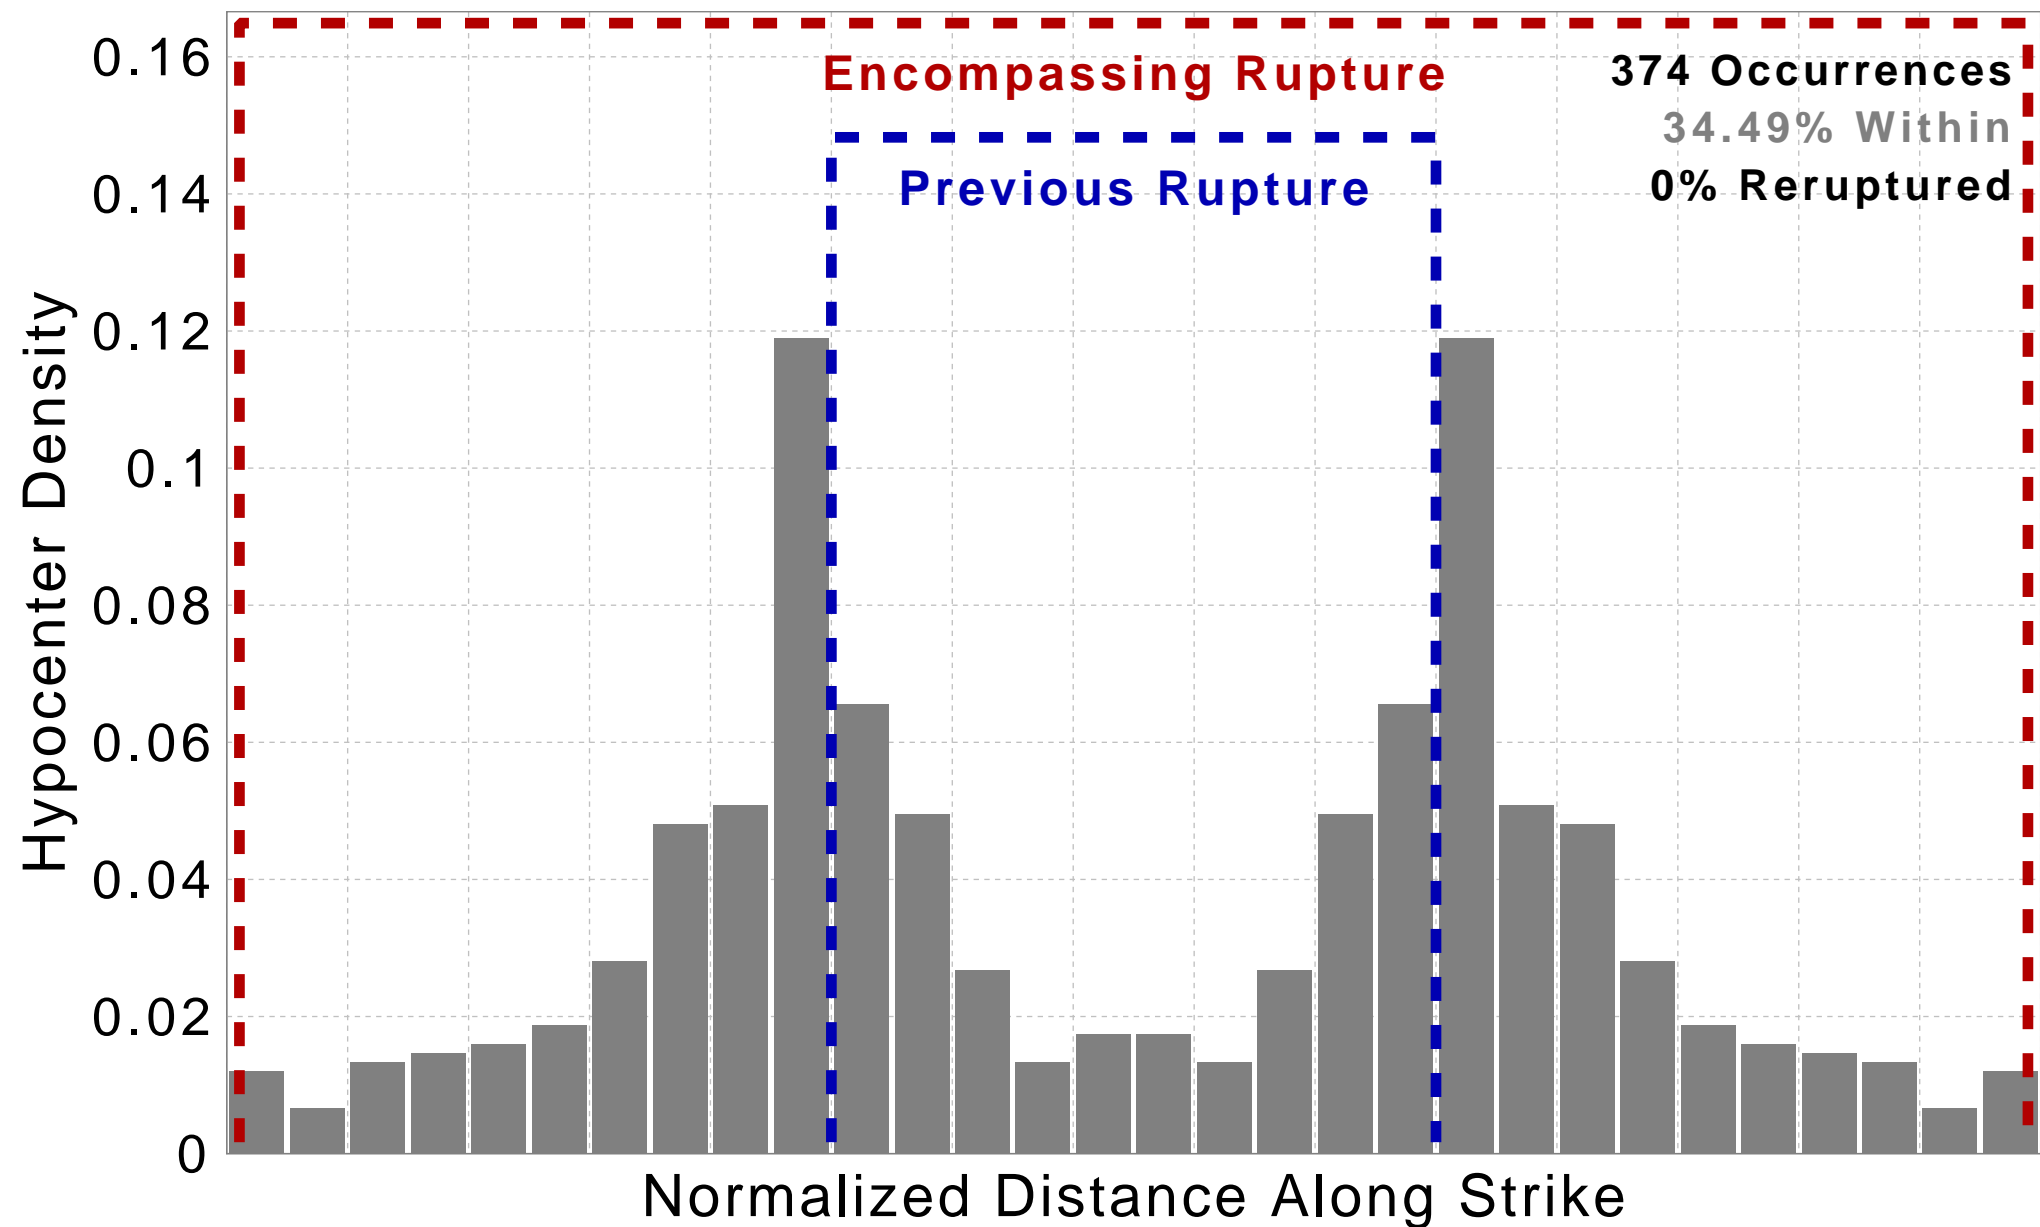 Encompassing Rupture
374 Occurrences
34.49% Within
Previous Rupture
0% Reruptured
0.16
0.14
0.12
0.1
0.08
0.06
0.04
0.02
0
Hypocenter Density
Normalized Distance Along Strike